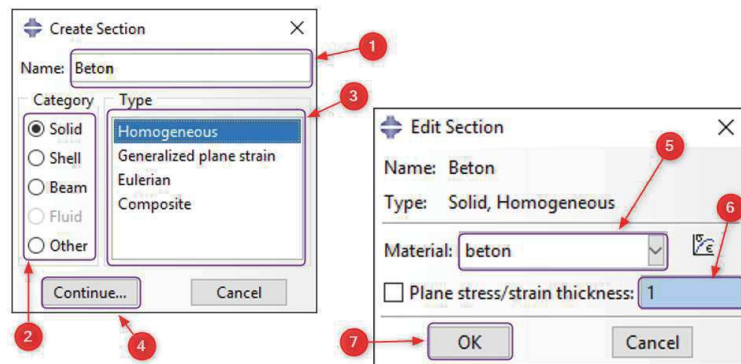 Create Section
Name: Beton
Category Type
Solid
Shell
Beam
Fluid
Other
Homogeneous
Generalized plane strain
Eulerian
Composite
Continue... Cancel
1
2
3
4
Edit Section
Name: Beton
Type: Solid, Homogeneous
Material: beton
σ ε
Plane stress/strain thickness: 1
OK Cancel
5
6
7